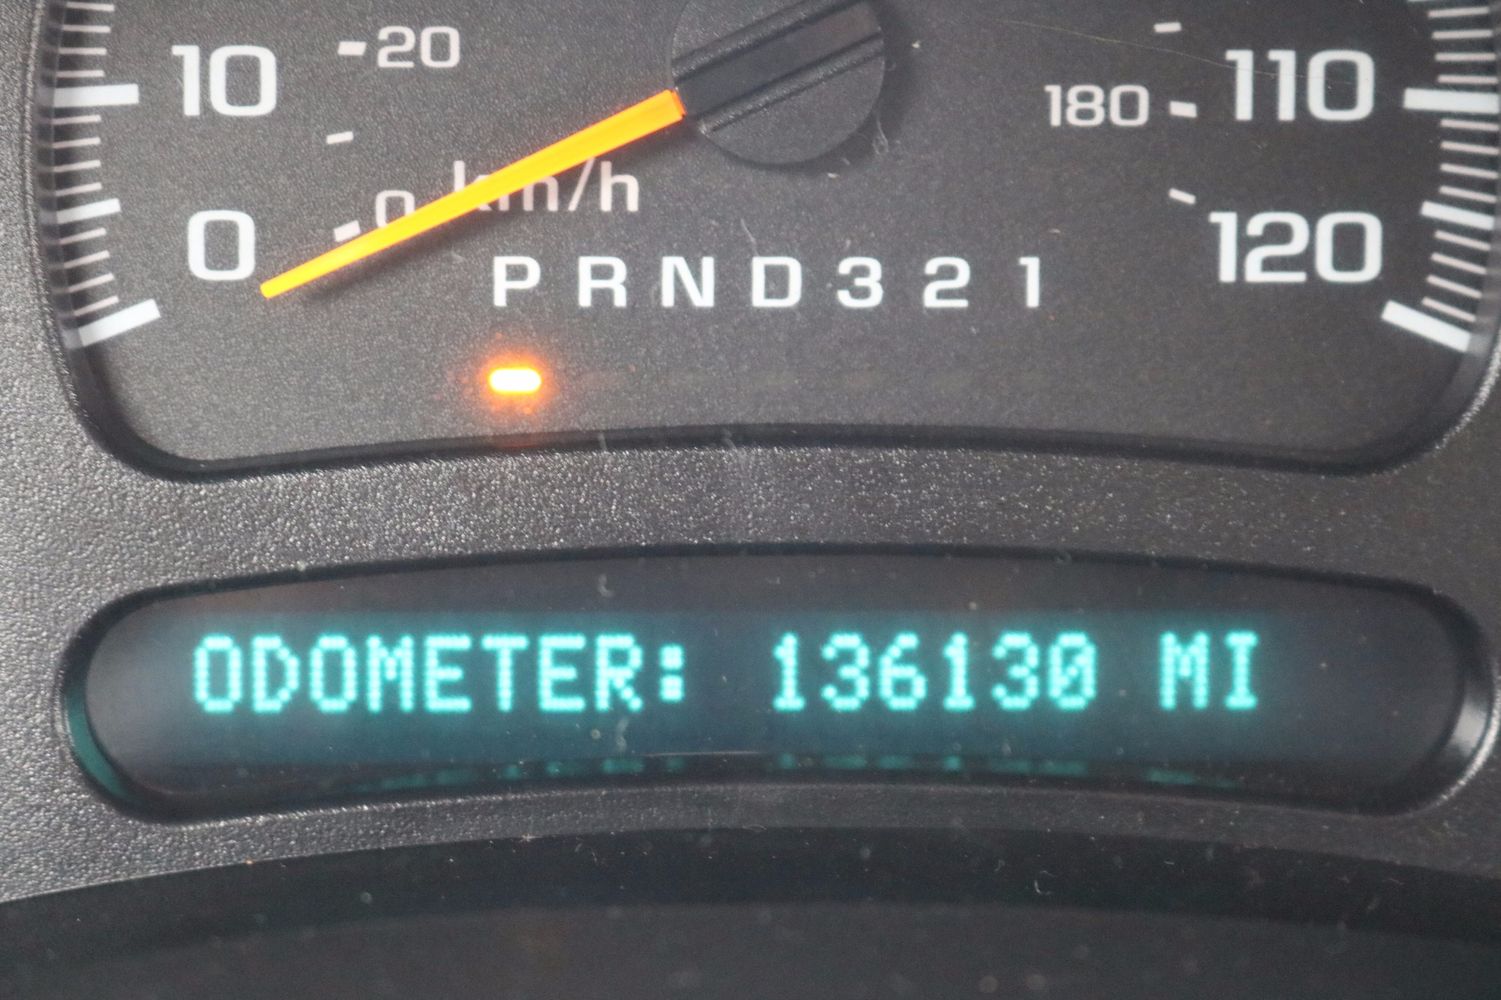 10 20 180 110
0 0 km/h 120
P R N D 3 2 1
ODOMETER: 136130 MI